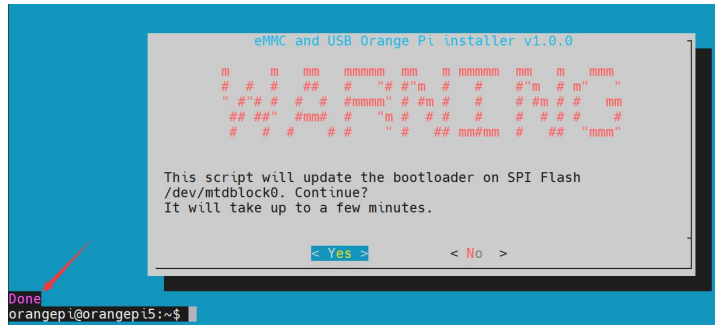 eMMC and USB Orange Pi installer v1.0.0
WARNING
This script will update the bootloader on SPI Flash
/dev/mtdblock0. Continue?
It will take up to a few minutes.
< Yes > < No >
Done
orangepi@orangepi5:~$